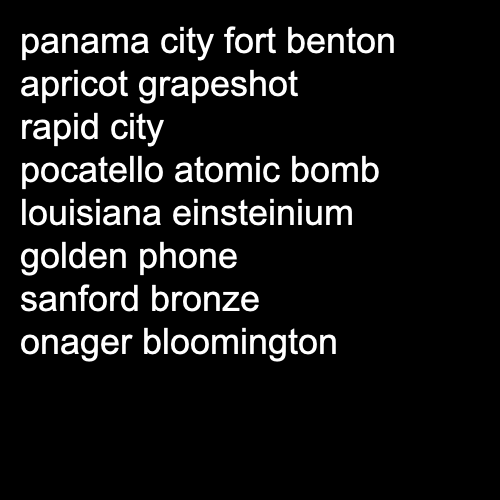 panama city fort benton
apricot grapeshot
rapid city
pocatello atomic bomb
louisiana einsteinium
golden phone
sanford bronze
onager bloomington